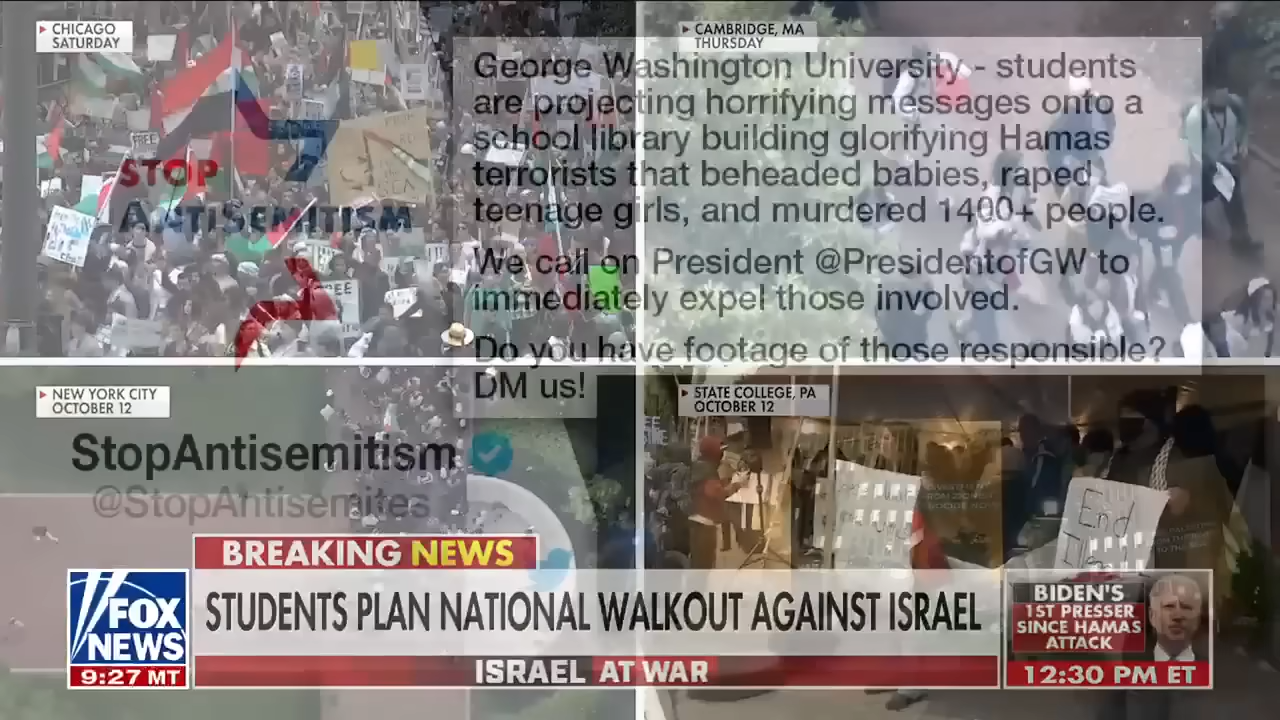 CHICAGO
SATURDAY
CAMBRIDGE, MA
THURSDAY
George Washington University - students
are projecting horrifying messages onto a
school library building glorifying Hamas
terrorists that beheaded babies, raped
teenage girls, and murdered 1400+ people.
We call on President @PresidentofGW to
immediately expel those involved.
Do you have footage of those responsible?
DM us!
STOP
ANTISEMITISM
FREE
FREE
NEW YORK CITY
OCTOBER 12
STATE COLLEGE, PA
OCTOBER 12
StopAntisemitism
@StopAntisemites
End
BREAKING NEWS
FOX
NEWS
9:27 MT
STUDENTS PLAN NATIONAL WALKOUT AGAINST ISRAEL
ISRAEL AT WAR
BIDEN'S
1ST PRESSER
SINCE HAMAS
ATTACK
12:30 PM ET